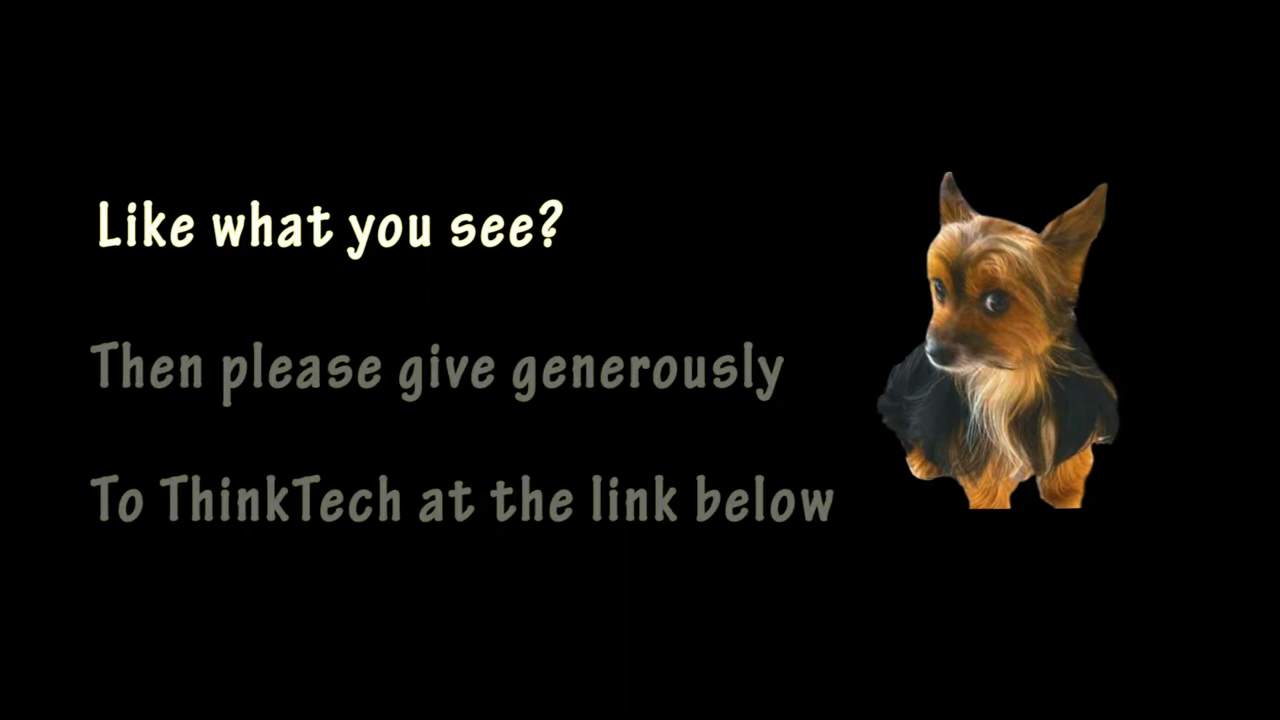 Like what you see?
Then please give generously
To ThinkTech at the link below